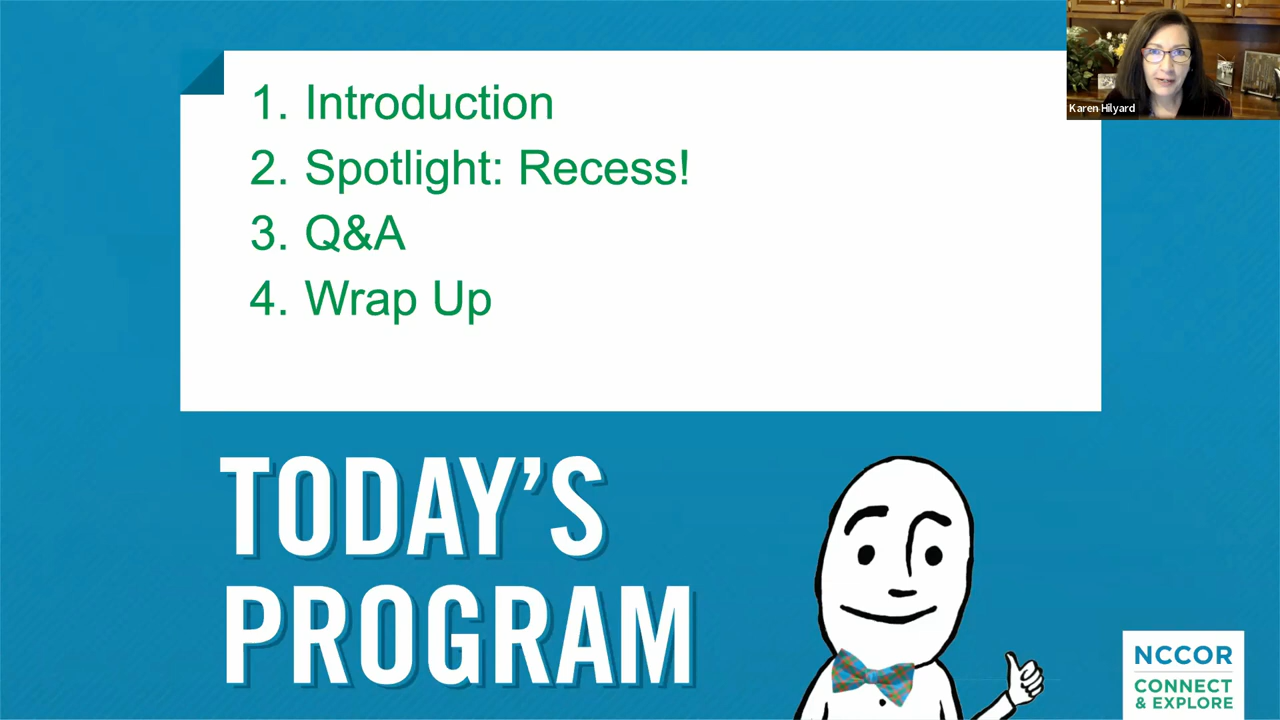 1. Introduction
2. Spotlight: Recess!
3. Q&A
4. Wrap Up
Karen Hilyard
TODAY'S
PROGRAM
NCCOR
CONNECT
& EXPLORE